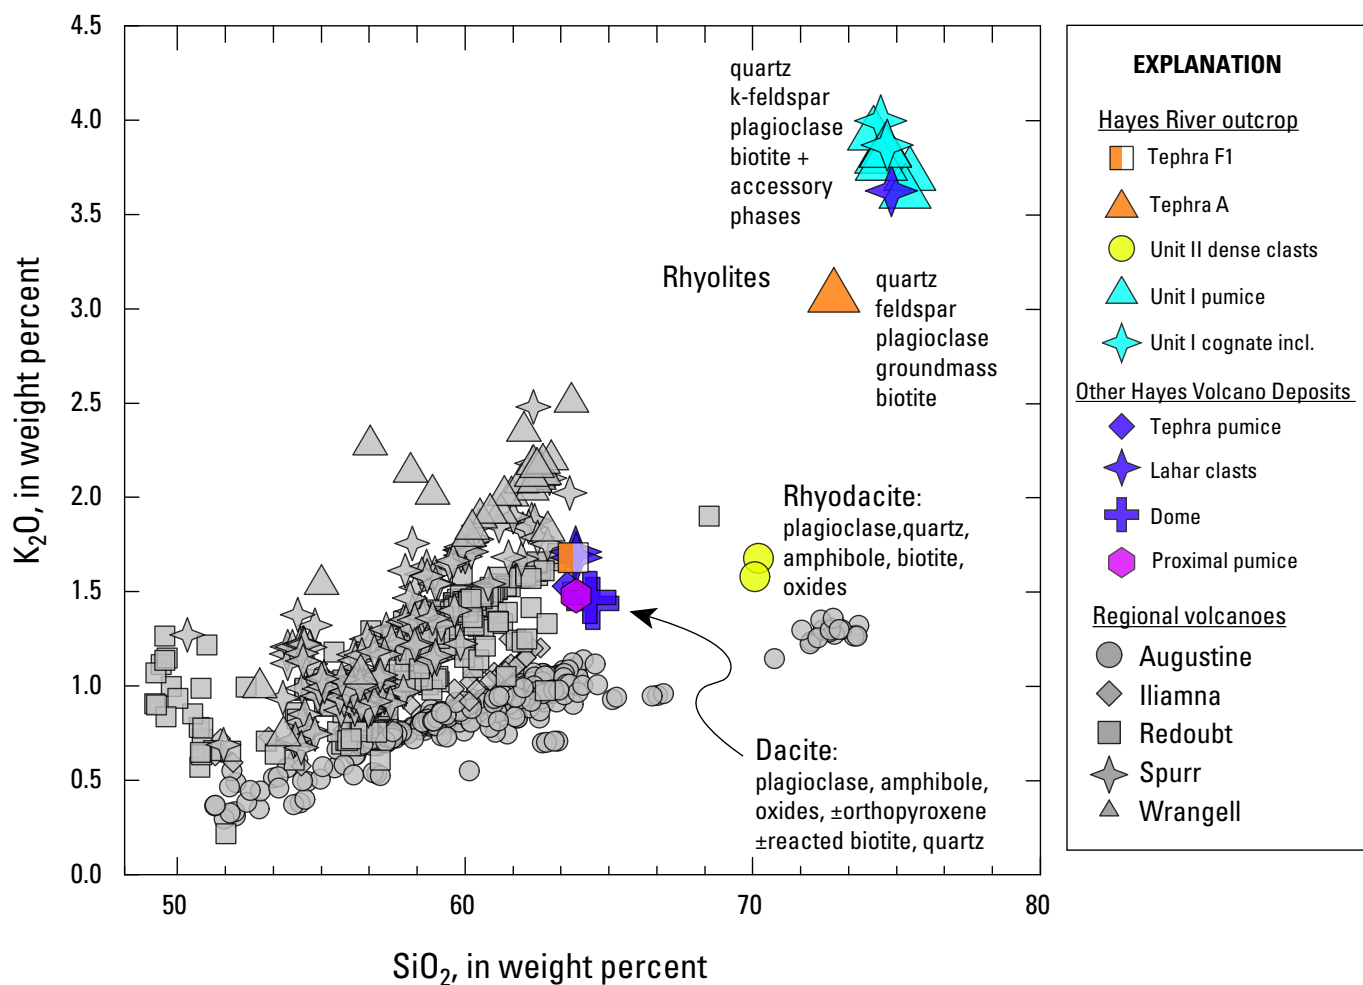 4.5
4.0
3.5
3.0
2.5
2.0
1.5
1.0
0.5
0.0
K₂O, in weight percent
50
60
70
80
SiO₂, in weight percent
quartz
k-feldspar
plagioclase
biotite +
accessory
phases
Rhyolites
quartz
feldspar
plagioclase
groundmass
biotite
Rhyodacite:
plagioclase,quartz,
amphibole, biotite,
oxides
Dacite:
plagioclase, amphibole,
oxides, ±orthopyroxene
±reacted biotite, quartz
EXPLANATION
Hayes River outcrop
Tephra F1
Tephra A
Unit II dense clasts
Unit I pumice
Unit I cognate incl.
Other Hayes Volcano Deposits
Tephra pumice
Lahar clasts
Dome
Proximal pumice
Regional volcanoes
Augustine
Iliamna
Redoubt
Spurr
Wrangell